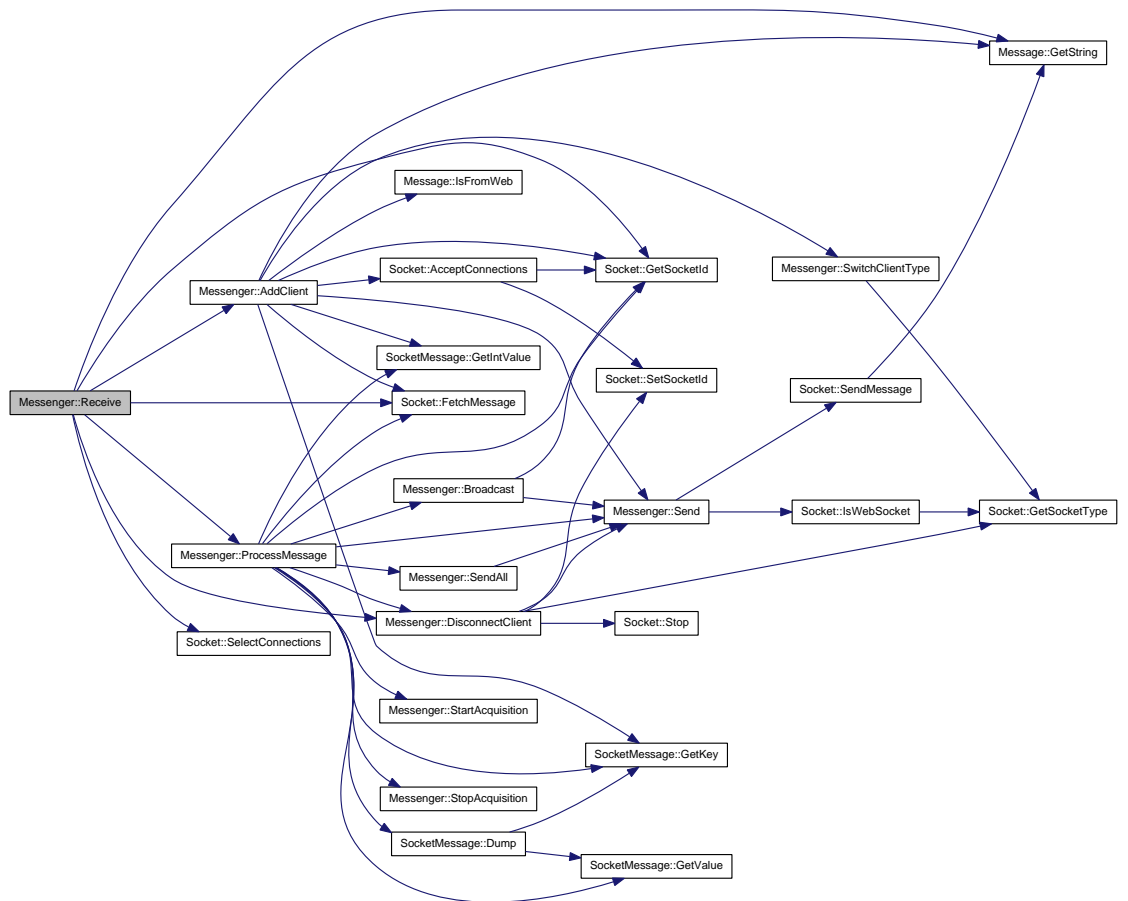 Message::GetString
Message::IsFromWeb
Socket::AcceptConnections
Socket::GetSocketId
Messenger::SwitchClientType
Messenger::AddClient
SocketMessage::GetIntValue
Socket::SetSocketId
Socket::SendMessage
Messenger::Receive
Socket::FetchMessage
Messenger::Broadcast
Messenger::Send
Socket::IsWebSocket
Socket::GetSocketType
Messenger::ProcessMessage
Messenger::SendAll
Messenger::DisconnectClient
Socket::Stop
Socket::SelectConnections
Messenger::StartAcquisition
SocketMessage::GetKey
Messenger::StopAcquisition
SocketMessage::Dump
SocketMessage::GetValue